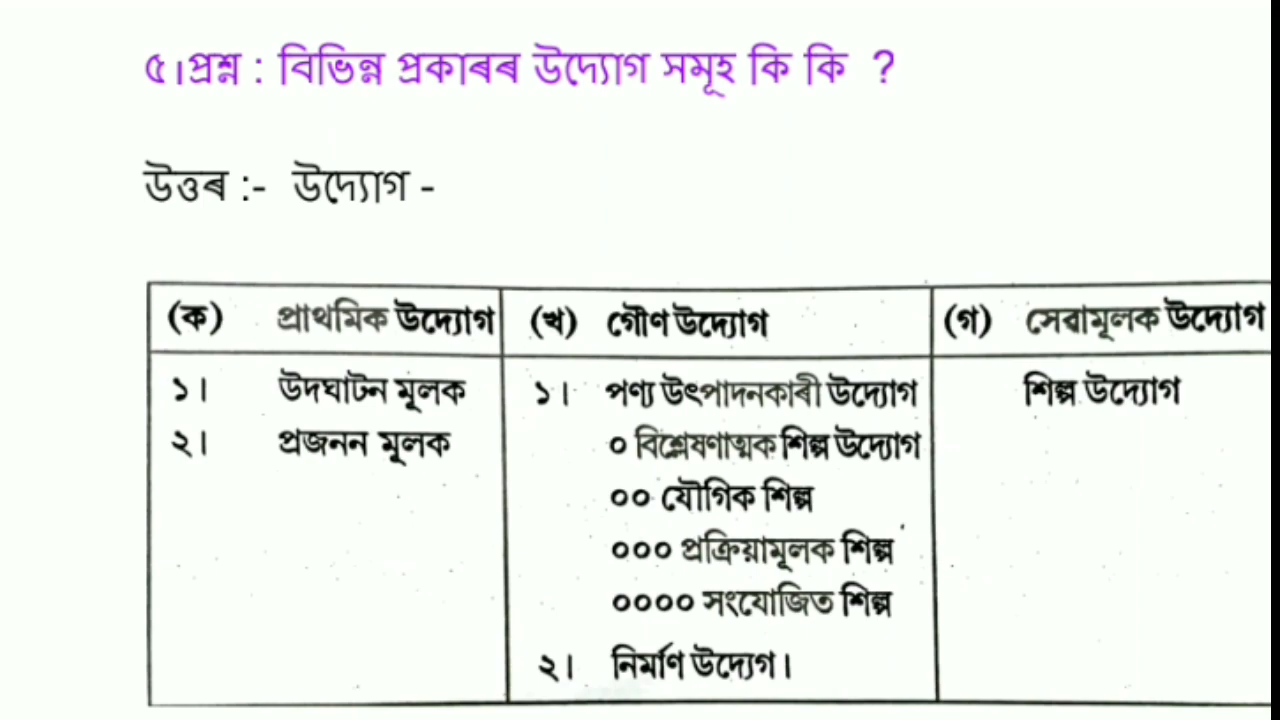 ৫।প্রশ্ন : বিভিন্ন প্ৰকাৰৰ উদ্যোগ সমূহ কি কি ?
উত্তৰ :- উদ্যোগ -
(ক) প্ৰাথমিক উদ্যোগ (খ) গৌণ উদ্যোগ (গ) সেৱামূলক উদ্যোগ
১। উদঘাটন মূলক ১। পণ্য উৎপাদনকাৰী উদ্যোগ শিল্প উদ্যোগ
২। প্ৰজনন মূলক ০ বিশ্লেষণাত্মক শিল্প উদ্যোগ
০০ যৌগিক শিল্প
০০০ প্ৰক্ৰিয়ামূলক শিল্প
০০০০ সংযোজিত শিল্প
২। নিৰ্মাণ উদ্যেগ।